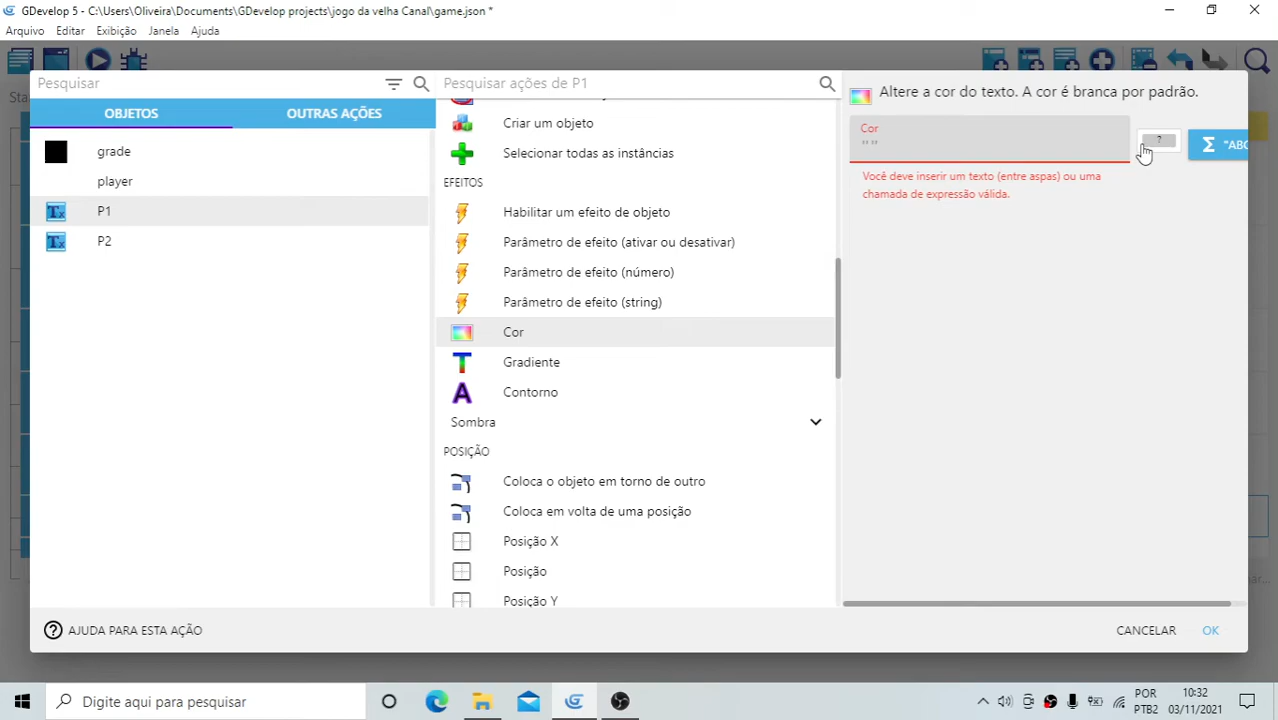 GDevelop 5 - C:\Users\Oliveira\Documents\GDevelop projects\jogo da velha Canal\game.json *
Arquivo Editar Exibição Janela Ajuda
Pesquisar
Pesquisar ações de P1
Altere a cor do texto. A cor é branca por padrão.
OBJETOS
OUTRAS AÇÕES
grade
player
P1
P2
Criar um objeto
Selecionar todas as instâncias
EFEITOS
Habilitar um efeito de objeto
Parâmetro de efeito (ativar ou desativar)
Parâmetro de efeito (número)
Parâmetro de efeito (string)
Cor
Gradiente
Contorno
Sombra
POSIÇÃO
Coloca o objeto em torno de outro
Coloca em volta de uma posição
Posição X
Posição
Posição Y
Cor
""
?
Σ "ABC
Você deve inserir um texto (entre aspas) ou uma
chamada de expressão válida.
AJUDA PARA ESTA AÇÃO
CANCELAR
OK
Digite aqui para pesquisar
POR
PTB2
10:32
03/11/2021